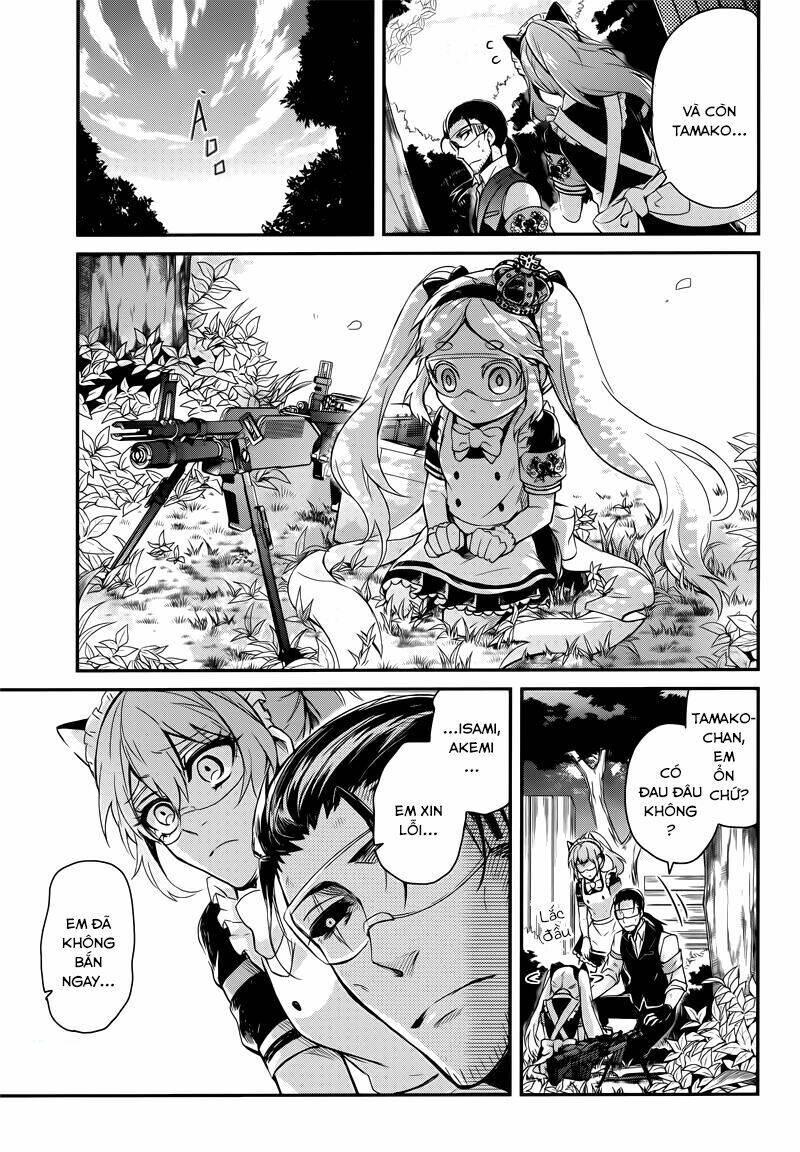 VÀ CÒN
TAMAKO...
À
O
O
TAMAKO-
CHAN,
EM
ỔN
CHỨ?
CÓ
ĐAU ĐÂU
KHÔNG
?
Lắc
đầu
...ISAMI,
AKEMI
...
EM XIN
LỖI...
EM ĐÃ
KHÔNG
BẮN
NGAY...